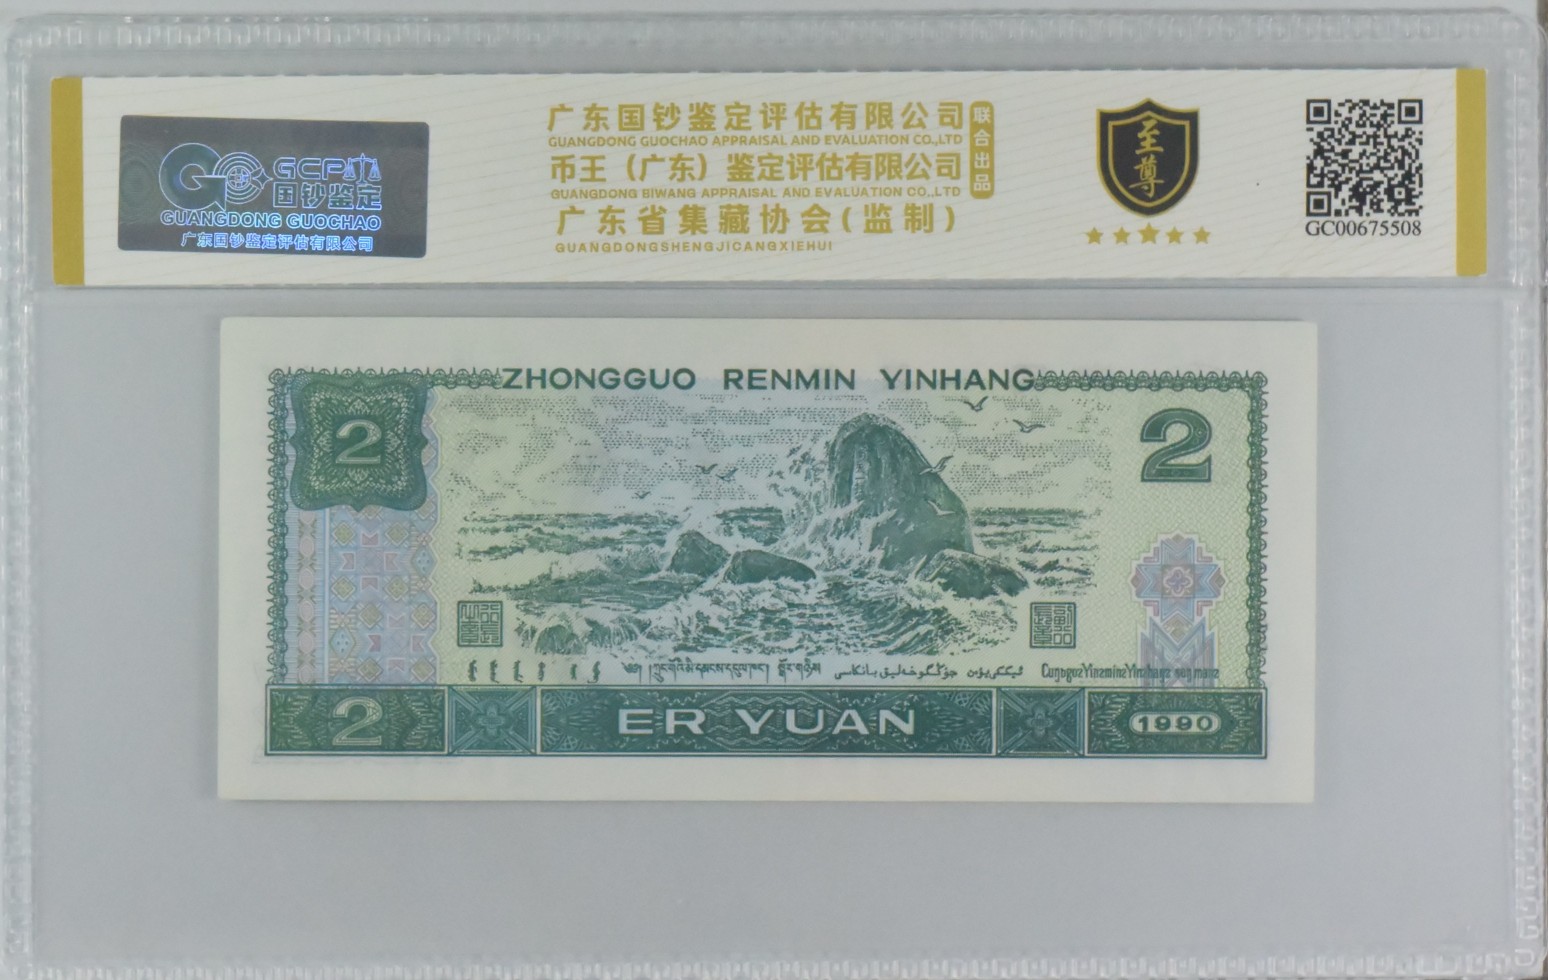 GCP
国钞鉴定
GUANGDONG GUOCHAO
广东国钞鉴定评估有限公司
广东国钞鉴定评估有限公司
GUANGDONG GUOCHAO APPRAISAL AND EVALUATION CO.,LTD
币王（广东）鉴定评估有限公司
GUANGDONG BIWANG APPRAISAL AND EVALUATION CO.,LTD
广东省集藏协会(监制)
GUANGDONGSHENGJICANGXIEHUI
联合出品
至尊
GC00675508
ZHONGGUO RENMIN YINHANG
2
2
Cungguz Yinzminz Yinzhangz
2
ER YUAN
1990